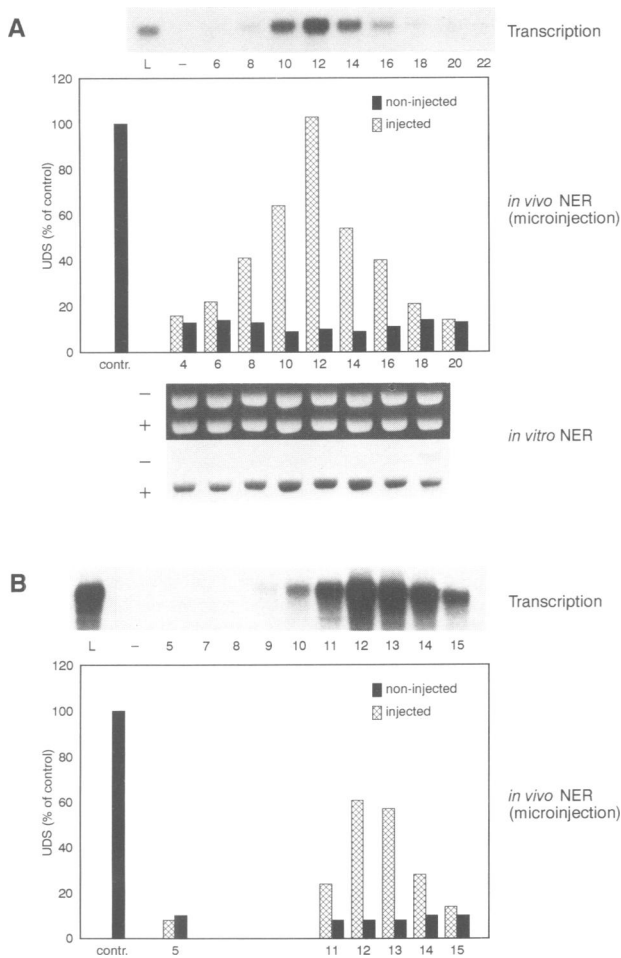 A
Transcription
L – 6 8 10 12 14 16 18 20 22
120
100
80
60
40
20
0
UDS (% of control)
non-injected
injected
in vivo NER
(microinjection)
contr. 4 6 8 10 12 14 16 18 20
–
+
–
+
in vitro NER
B
Transcription
L – 5 7 8 9 10 11 12 13 14 15
120
100
80
60
40
20
0
UDS (% of control)
non-injected
injected
in vivo NER
(microinjection)
contr. 5 11 12 13 14 15